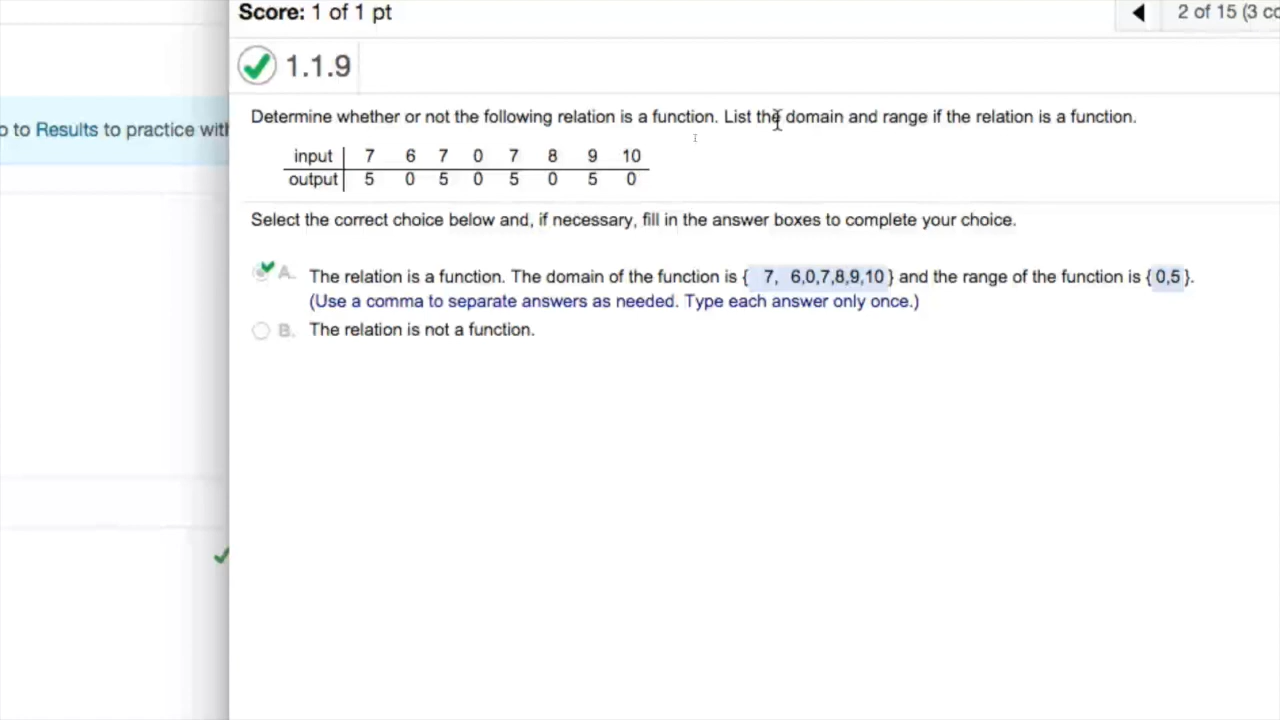 Score: 1 of 1 pt
2 of 15 (3 co
1.1.9
o to Results to practice with
Determine whether or not the following relation is a function. List the domain and range if the relation is a function.
input 7 6 7 0 7 8 9 10
output 5 0 5 0 5 0 5 0
Select the correct choice below and, if necessary, fill in the answer boxes to complete your choice.
A. The relation is a function. The domain of the function is { 7, 6,0,7,8,9,10 } and the range of the function is { 0,5 }.
(Use a comma to separate answers as needed. Type each answer only once.)
B. The relation is not a function.